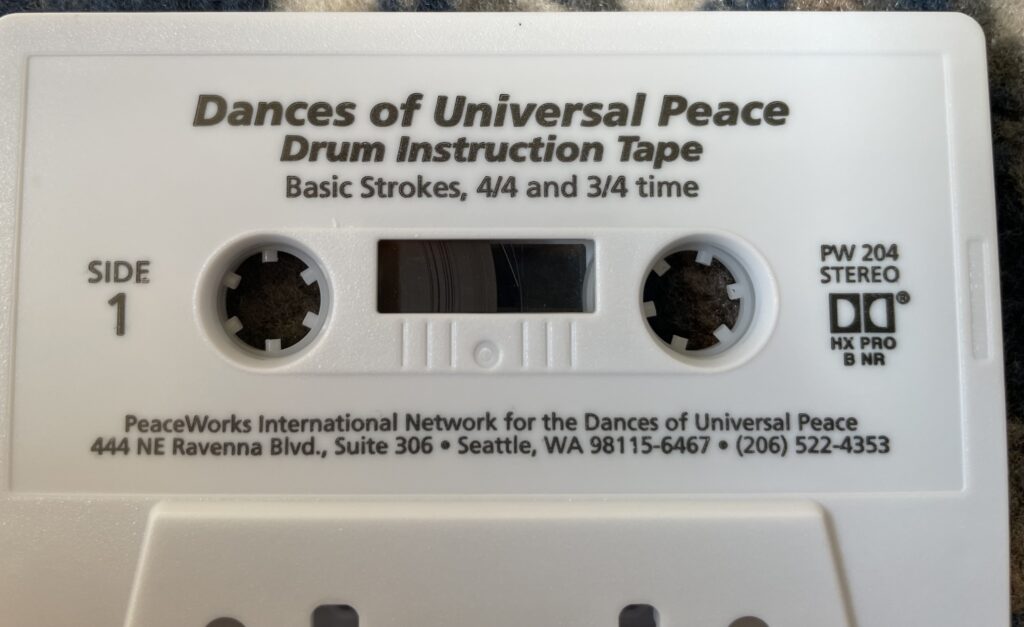 Dances of Universal Peace
Drum Instruction Tape
Basic Strokes, 4/4 and 3/4 time
SIDE
1
PW 204
STEREO
®
HX PRO
B NR
PeaceWorks International Network for the Dances of Universal Peace
444 NE Ravenna Blvd., Suite 306 • Seattle, WA 98115-6467 • (206) 522-4353